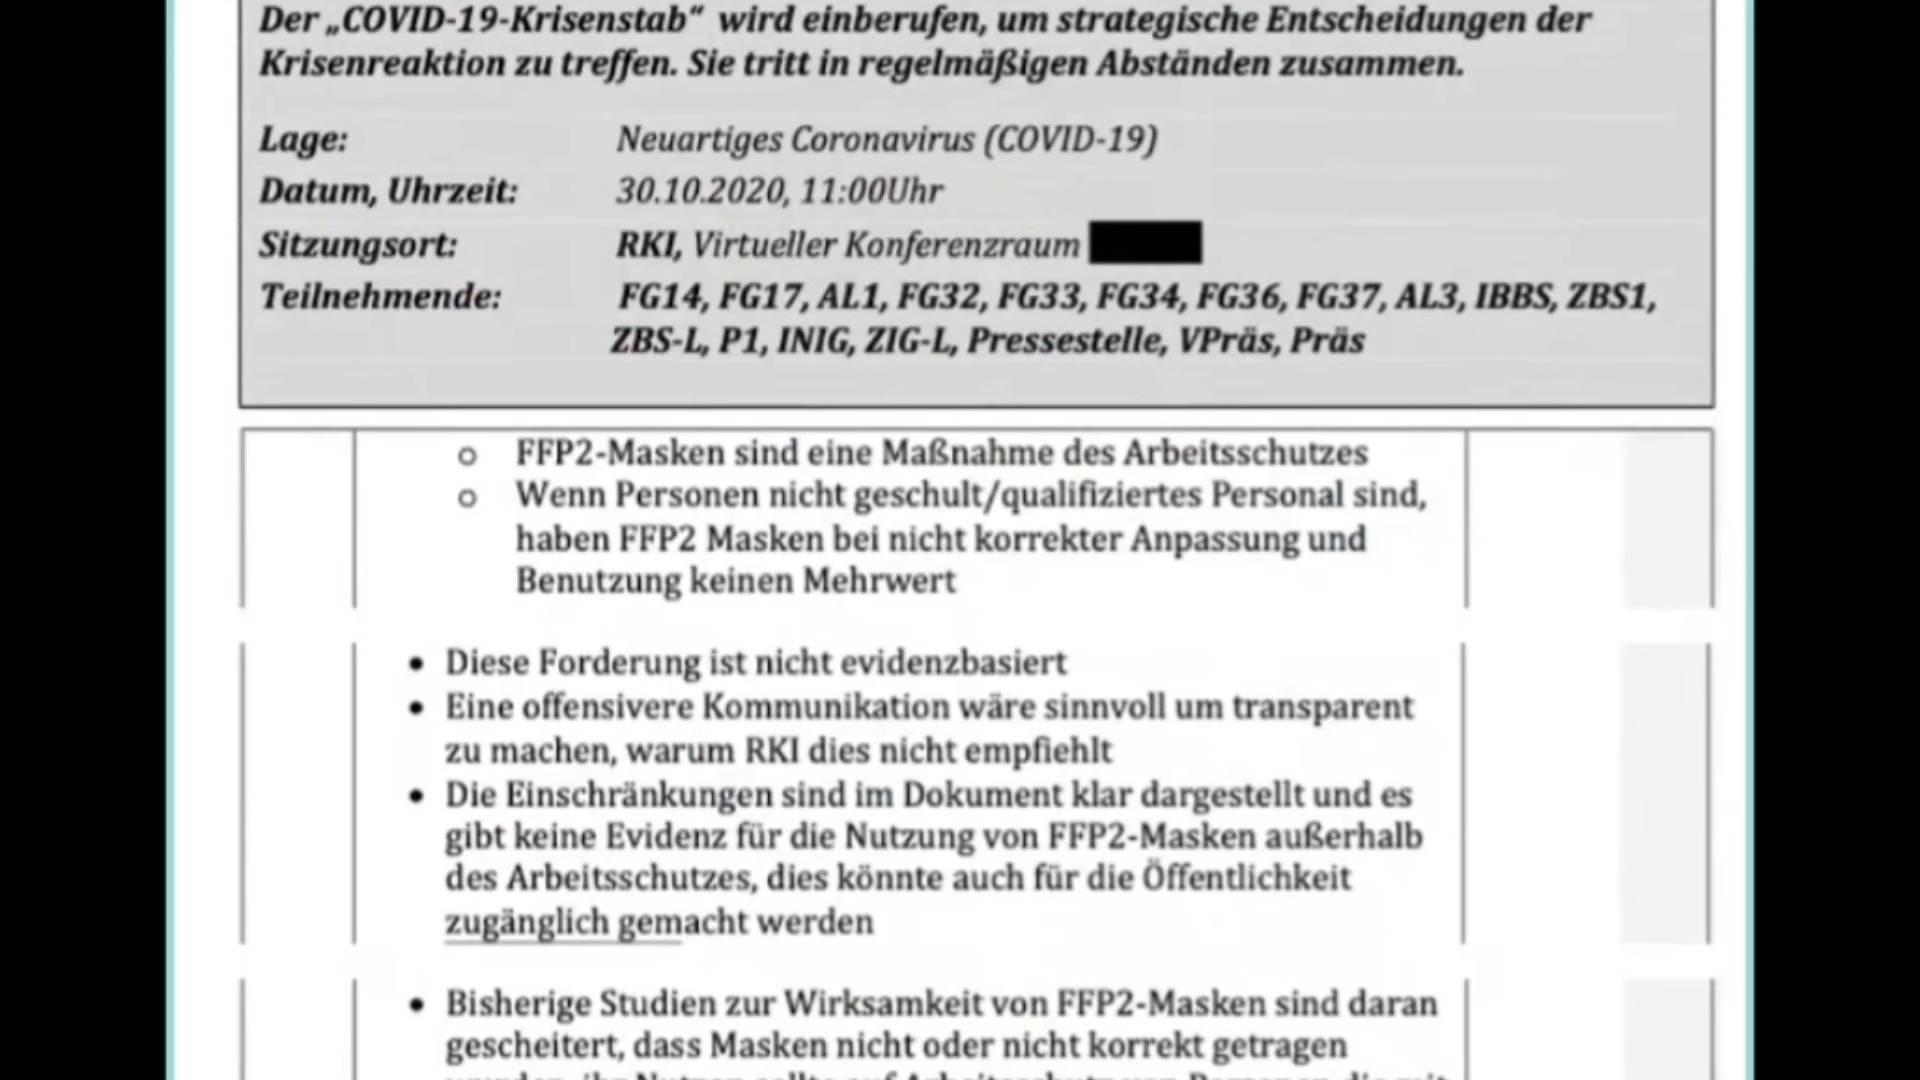 Der „COVID-19-Krisenstab“ wird einberufen, um strategische Entscheidungen der
Krisenreaktion zu treffen. Sie tritt in regelmäßigen Abständen zusammen.
Lage: Neuartiges Coronavirus (COVID-19)
Datum, Uhrzeit: 30.10.2020, 11:00Uhr
Sitzungsort: RKI, Virtueller Konferenzraum
Teilnehmende: FG14, FG17, AL1, FG32, FG33, FG34, FG36, FG37, AL3, IBBS, ZBS1,
ZBS-L, P1, INIG, ZIG-L, Pressestelle, VPräs, Präs
o FFP2-Masken sind eine Maßnahme des Arbeitsschutzes
o Wenn Personen nicht geschult/qualifiziertes Personal sind,
haben FFP2 Masken bei nicht korrekter Anpassung und
Benutzung keinen Mehrwert
• Diese Forderung ist nicht evidenzbasiert
• Eine offensivere Kommunikation wäre sinnvoll um transparent
zu machen, warum RKI dies nicht empfiehlt
• Die Einschränkungen sind im Dokument klar dargestellt und es
gibt keine Evidenz für die Nutzung von FFP2-Masken außerhalb
des Arbeitsschutzes, dies könnte auch für die Öffentlichkeit
zugänglich gemacht werden
• Bisherige Studien zur Wirksamkeit von FFP2-Masken sind daran
gescheitert, dass Masken nicht oder nicht korrekt getragen